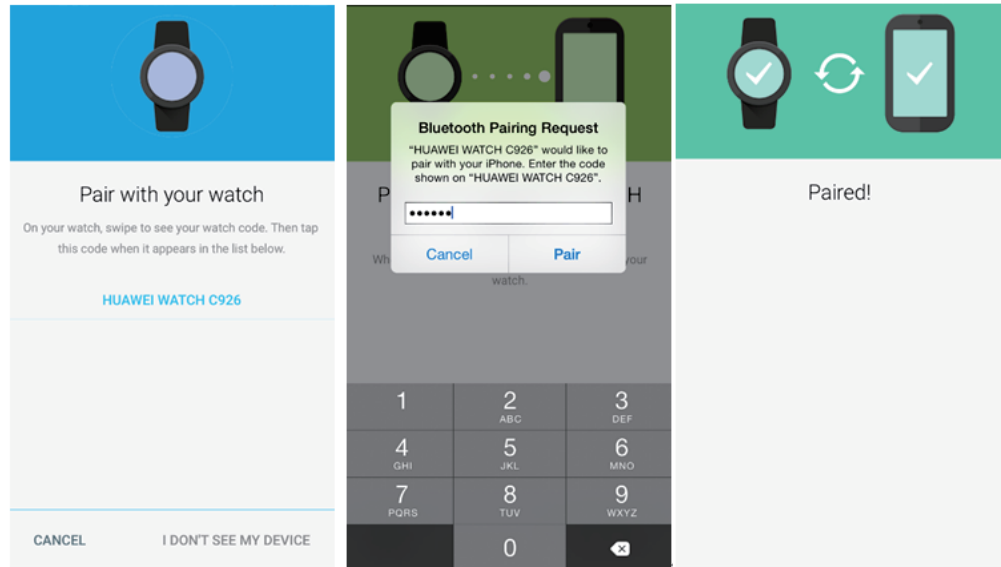 Pair with your watch
On your watch, swipe to see your watch code. Then tap
this code when it appears in the list below.
HUAWEI WATCH C926
CANCEL
I DON'T SEE MY DEVICE
Bluetooth Pairing Request
"HUAWEI WATCH C926" would like to
pair with your iPhone. Enter the code
shown on "HUAWEI WATCH C926".
••••••
Cancel
Pair
P H
Wh your
watch.
1
2
ABC
3
DEF
4
GHI
5
JKL
6
MNO
7
PQRS
8
TUV
9
WXYZ
0
Paired!